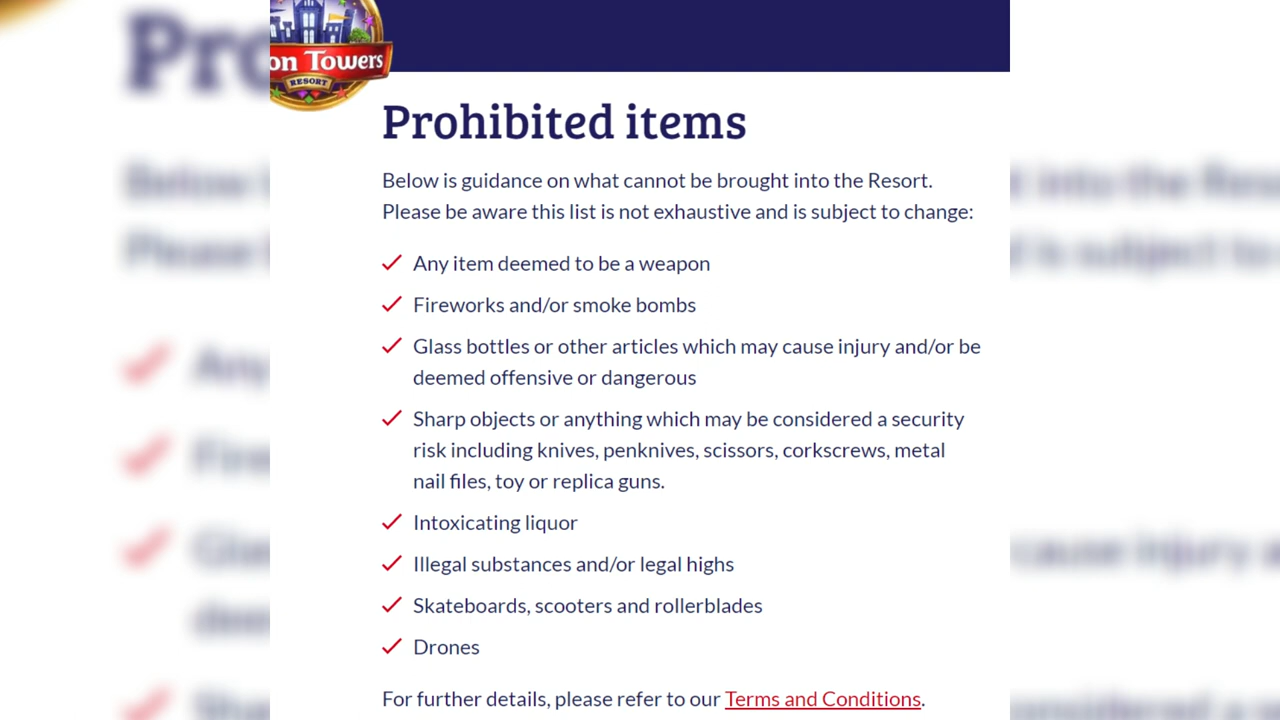 on Towers
RESORT
Prohibited items
Below is guidance on what cannot be brought into the Resort.
Please be aware this list is not exhaustive and is subject to change:
Any item deemed to be a weapon
Fireworks and/or smoke bombs
Glass bottles or other articles which may cause injury and/or be
deemed offensive or dangerous
Sharp objects or anything which may be considered a security
risk including knives, penknives, scissors, corkscrews, metal
nail files, toy or replica guns.
Intoxicating liquor
Illegal substances and/or legal highs
Skateboards, scooters and rollerblades
Drones
For further details, please refer to our Terms and Conditions.